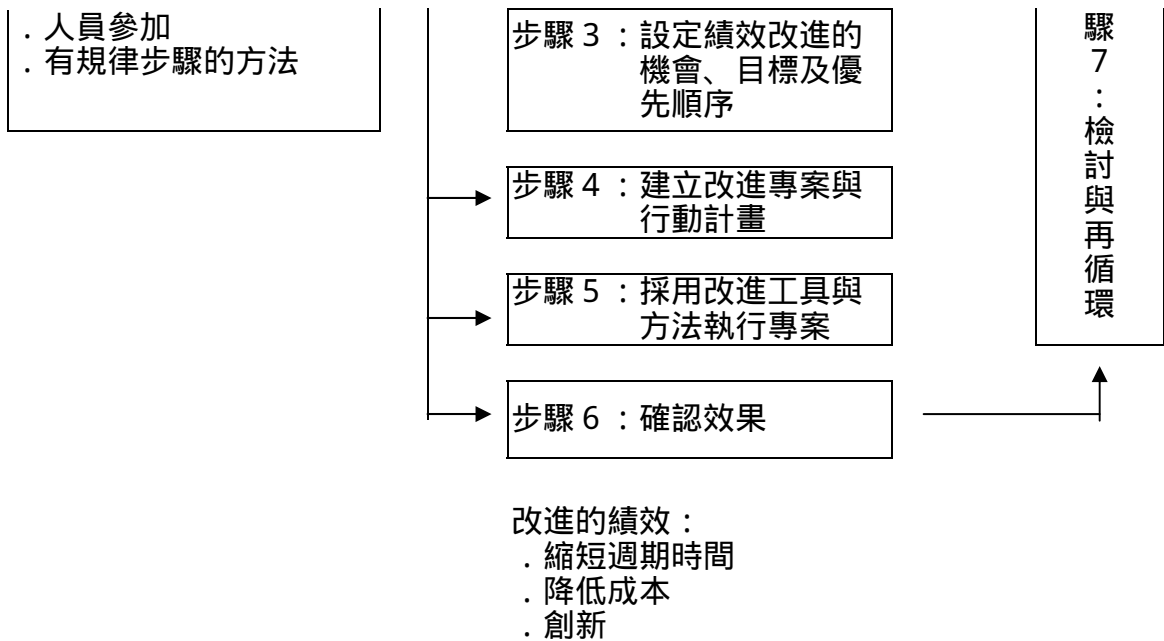 ．人員參加
．有規律步驟的方法
步驟3：設定績效改進的
機會、目標及優
先順序
步驟4：建立改進專案與
行動計畫
步驟5：採用改進工具與
方法執行專案
步驟6：確認效果
驟7：檢討與再循環
改進的績效：
．縮短週期時間
．降低成本
．創新